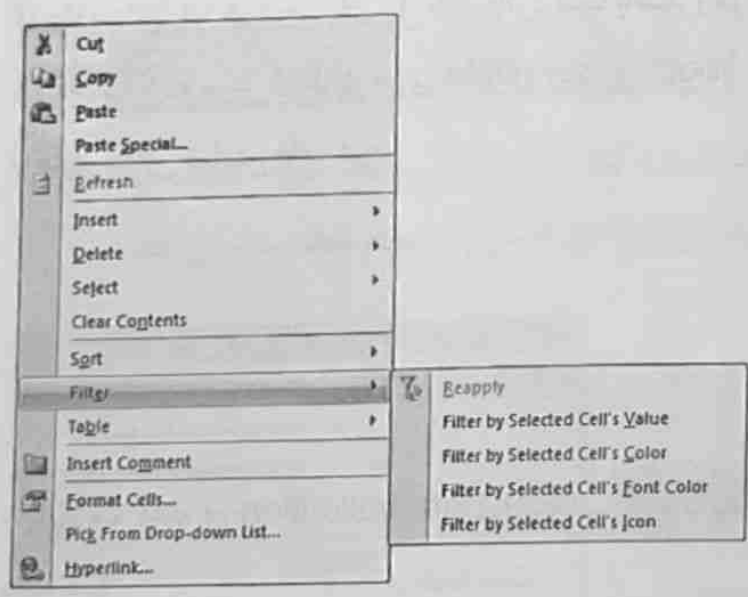 Cut
Copy
Paste
Paste Special...
Refresh
Insert
Delete
Select
Clear Contents
Sort
Filter
Table
Insert Comment
Format Cells...
Pick From Drop-down List...
Hyperlink...
Reapply
Filter by Selected Cell's Value
Filter by Selected Cell's Color
Filter by Selected Cell's Font Color
Filter by Selected Cell's Icon